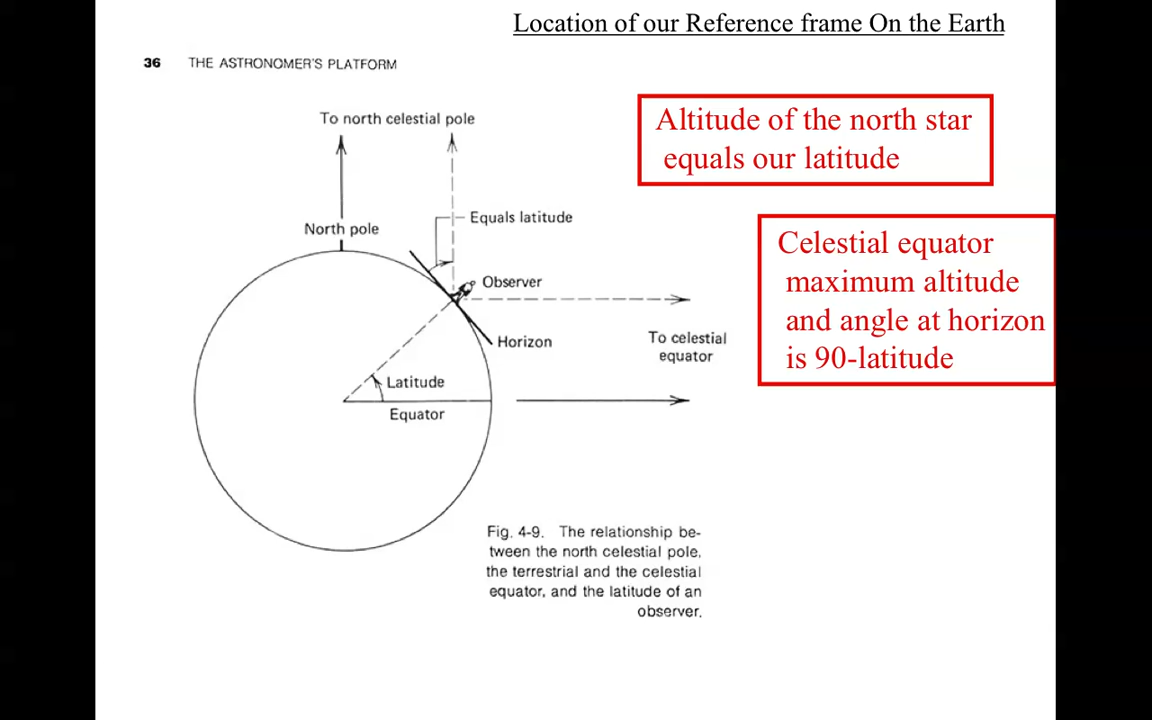 Location of our Reference frame On the Earth
36 THE ASTRONOMER'S PLATFORM
To north celestial pole
Altitude of the north star
equals our latitude
North pole
Equals latitude
Celestial equator
maximum altitude
and angle at horizon
is 90-latitude
Observer
Horizon
To celestial
equator
Latitude
Equator
Fig. 4-9. The relationship be-
tween the north celestial pole,
the terrestrial and the celestial
equator, and the latitude of an
observer.